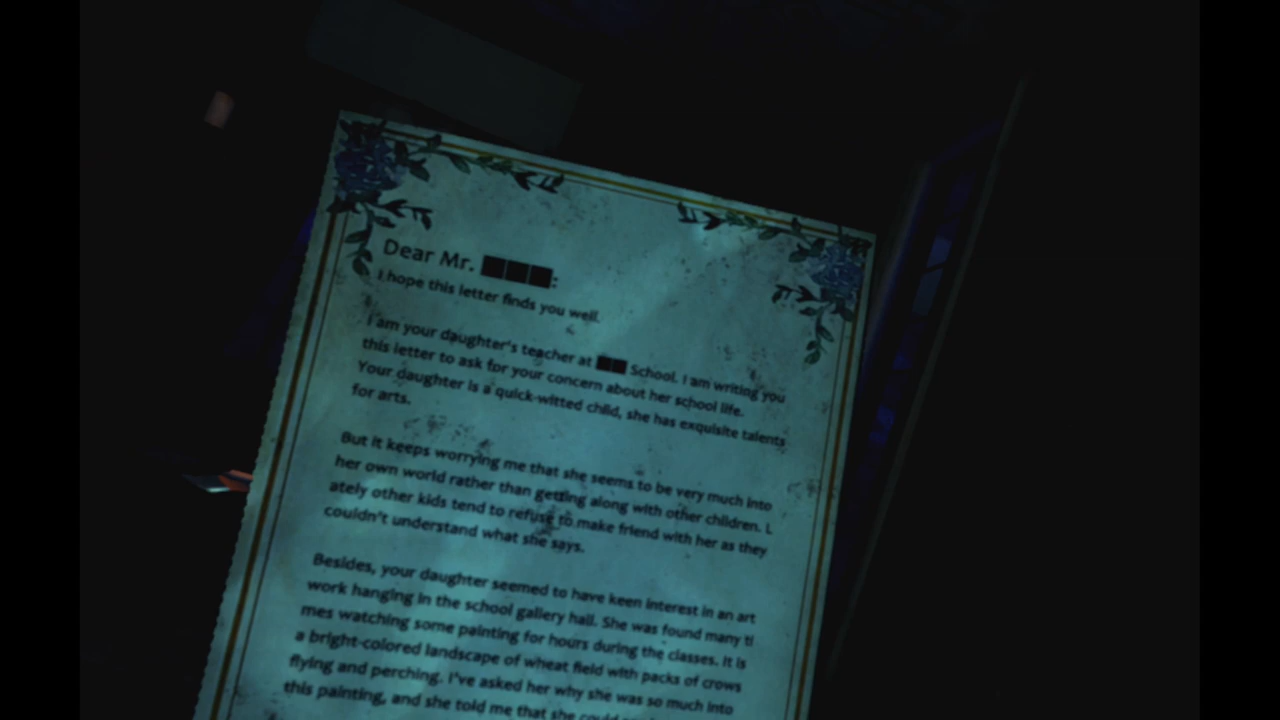 Dear Mr. ███:
I hope this letter finds you well.
I am your daughter's teacher at ██ School. I am writing you
this letter to ask for your concern about her school life.
Your daughter is a quick-witted child, she has exquisite talents
for arts.
But it keeps worrying me that she seems to be very much into
her own world rather than getting along with other children. L
ately other kids tend to refuse to make friend with her as they
couldn't understand what she says.
Besides, your daughter seemed to have keen interest in an art
work hanging in the school gallery hall. She was found many ti
mes watching some painting for hours during the classes. It is
a bright-colored landscape of wheat field with packs of crows
flying and perching. I've asked her why she was so much into
this painting, and she told me that she could